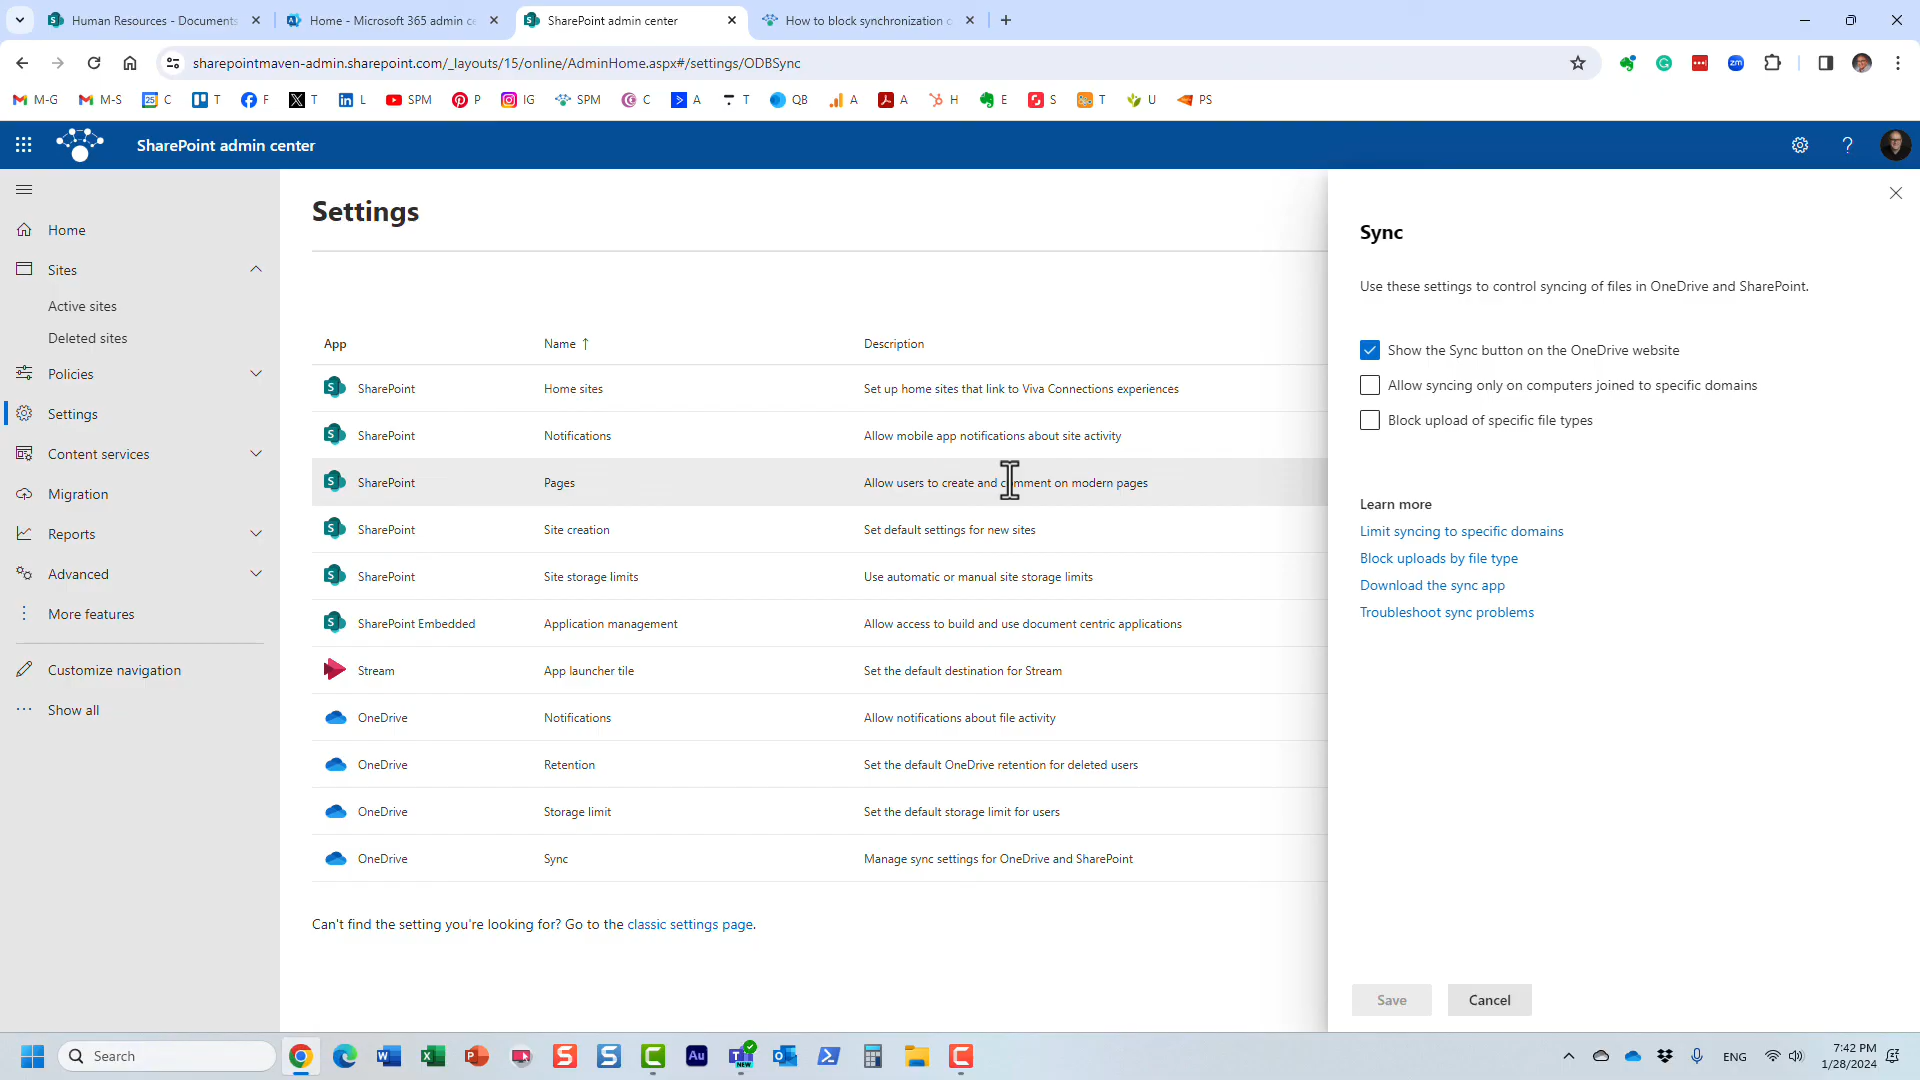 Human Resources - Documents
Home - Microsoft 365 admin ce
SharePoint admin center
How to block synchronization o
sharepointmaven-admin.sharepoint.com/_layouts/15/online/AdminHome.aspx#/settings/ODBSync
M-G
M-S
C
T
F
T
L
SPM
P
IG
SPM
C
A
T
QB
A
A
H
E
S
T
U
PS
SharePoint admin center
Home
Sites
Active sites
Deleted sites
Policies
Settings
Content services
Migration
Reports
Advanced
More features
Customize navigation
Show all
Settings
App Name ↑ Description
SharePoint Home sites Set up home sites that link to Viva Connections experiences
SharePoint Notifications Allow mobile app notifications about site activity
SharePoint Pages Allow users to create and comment on modern pages
SharePoint Site creation Set default settings for new sites
SharePoint Site storage limits Use automatic or manual site storage limits
SharePoint Embedded Application management Allow access to build and use document centric applications
Stream App launcher tile Set the default destination for Stream
OneDrive Notifications Allow notifications about file activity
OneDrive Retention Set the default OneDrive retention for deleted users
OneDrive Storage limit Set the default storage limit for users
OneDrive Sync Manage sync settings for OneDrive and SharePoint
Can't find the setting you're looking for? Go to the classic settings page.
Sync
Use these settings to control syncing of files in OneDrive and SharePoint.
Show the Sync button on the OneDrive website
Allow syncing only on computers joined to specific domains
Block upload of specific file types
Learn more
Limit syncing to specific domains
Block uploads by file type
Download the sync app
Troubleshoot sync problems
Save
Cancel
Search
ENG
7:42 PM
1/28/2024